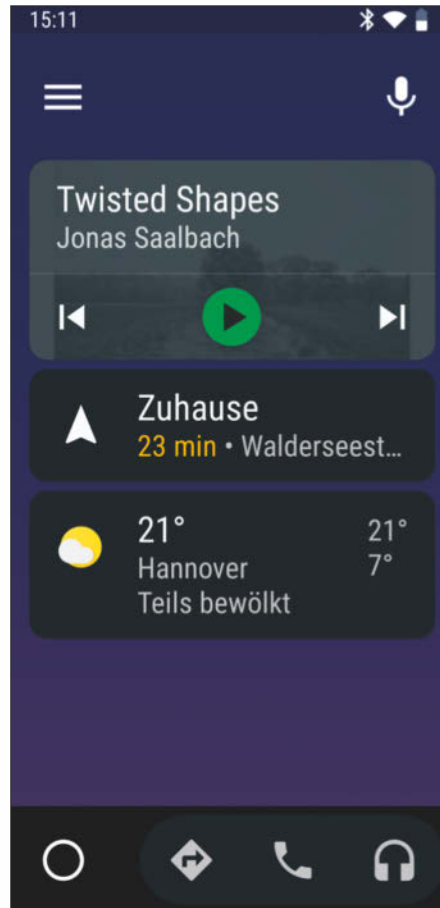 15:11
Twisted Shapes
Jonas Saalbach
Zuhause
23 min • Walderseest...
21° 21°
Hannover 7°
Teils bewölkt